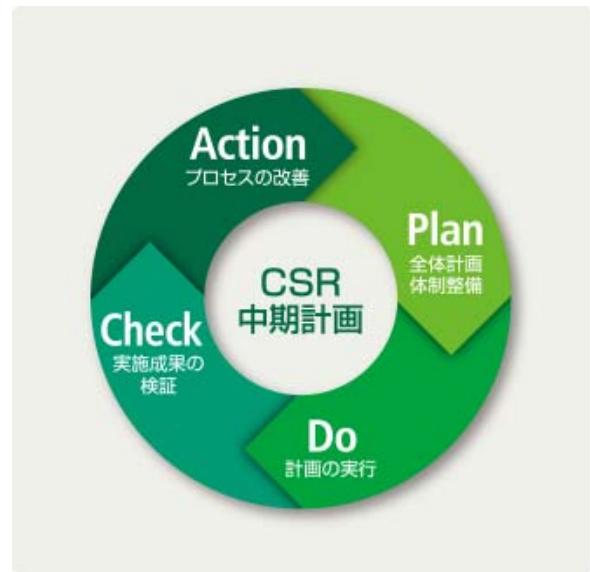 Action
プロセスの改善
Plan
全体計画
体制整備
CSR
中期計画
Check
実施成果の
検証
Do
計画の実行